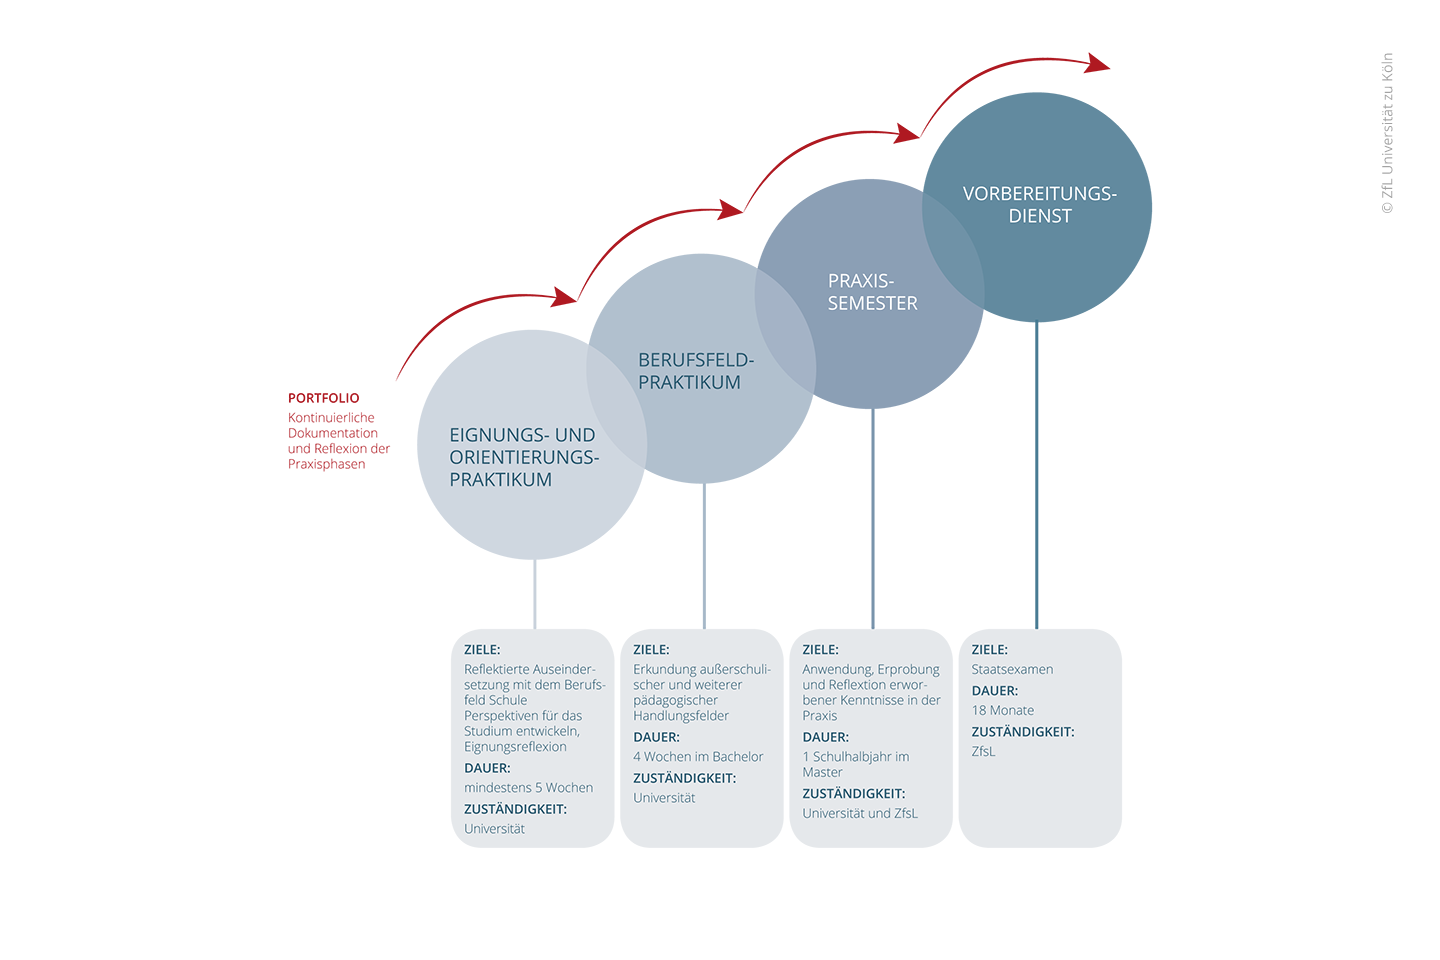 © ZfL Universität zu Köln
VORBEREITUNGS-
DIENST
PRAXIS-
SEMESTER
BERUFSFELD-
PRAKTIKUM
EIGNUNGS- UND
ORIENTIERUNGS-
PRAKTIKUM
PORTFOLIO
Kontinuierliche
Dokumentation
und Reflexion der
Praxisphasen
ZIELE:
Reflektierte Auseinder-
setzung mit dem Berufs-
feld Schule
Perspektiven für das
Studium entwickeln,
Eignungsreflexion
DAUER:
mindestens 5 Wochen
ZUSTÄNDIGKEIT:
Universität
ZIELE:
Erkundung außerschuli-
scher und weiterer
pädagogischer
Handlungsfelder
DAUER:
4 Wochen im Bachelor
ZUSTÄNDIGKEIT:
Universität
ZIELE:
Anwendung, Erprobung
und Reflextion erwor-
bener Kenntnisse in der
Praxis
DAUER:
1 Schulhalbjahr im
Master
ZUSTÄNDIGKEIT:
Universität und ZfsL
ZIELE:
Staatsexamen
DAUER:
18 Monate
ZUSTÄNDIGKEIT:
ZfsL